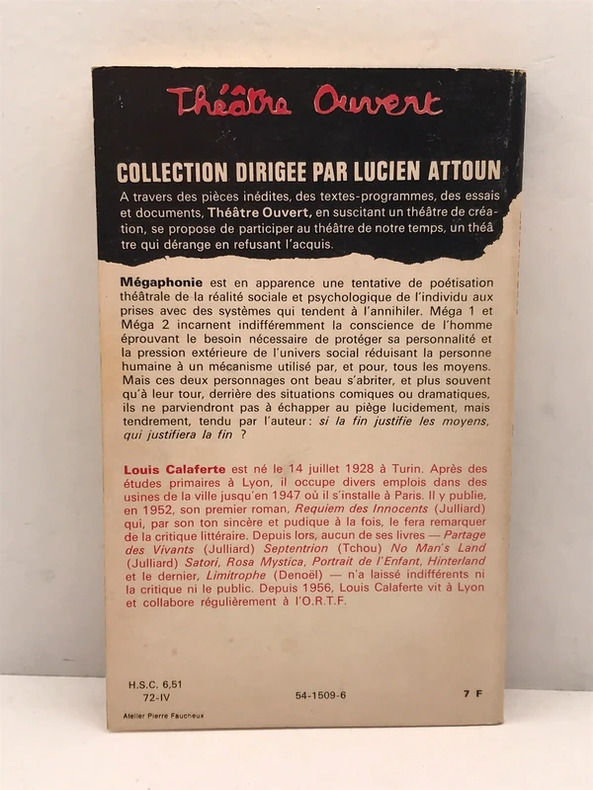 Théâtre Ouvert
COLLECTION DIRIGEE PAR LUCIEN ATTOUN
A travers des pièces inédites, des textes-programmes, des essais
et documents, Théâtre Ouvert, en suscitant un théâtre de créa-
tion, se propose de participer au théâtre de notre temps, un théâ
tre qui dérange en refusant l'acquis.
Mégaphonie est en apparence une tentative de poétisation
théâtrale de la réalité sociale et psychologique de l'individu aux
prises avec des systèmes qui tendent à l'annihiler. Méga 1 et
Méga 2 incarnent indifféremment la conscience de l'homme
éprouvant le besoin nécessaire de protéger sa personnalité et
la pression extérieure de l'univers social réduisant la personne
humaine à un mécanisme utilisé par, et pour, tous les moyens.
Mais ces deux personnages ont beau s'abriter, et plus souvent
qu'à leur tour, derrière des situations comiques ou dramatiques,
ils ne parviendront pas à échapper au piège lucidement, mais
tendrement, tendu par l'auteur : si la fin justifie les moyens,
qui justifiera la fin ?
Louis Calaferte est né le 14 juillet 1928 à Turin. Après des
études primaires à Lyon, il occupe divers emplois dans des
usines de la ville jusqu'en 1947 où il s'installe à Paris. Il y publie,
en 1952, son premier roman, Requiem des Innocents (Julliard)
qui, par son ton sincère et pudique à la fois, le fera remarquer
de la critique littéraire. Depuis lors, aucun de ses livres — Partage
des Vivants (Julliard) Septentrion (Tchou) No Man's Land
(Julliard) Satori, Rosa Mystica, Portrait de l'Enfant, Hinterland
et le dernier, Limitrophe (Denoël) — n'a laissé indifférents ni
la critique ni le public. Depuis 1956, Louis Calaferte vit à Lyon
et collabore régulièrement à l'O.R.T.F.
H.S.C. 6,51
72-IV
54-1509-6
7 F
Atelier Pierre Faucheux